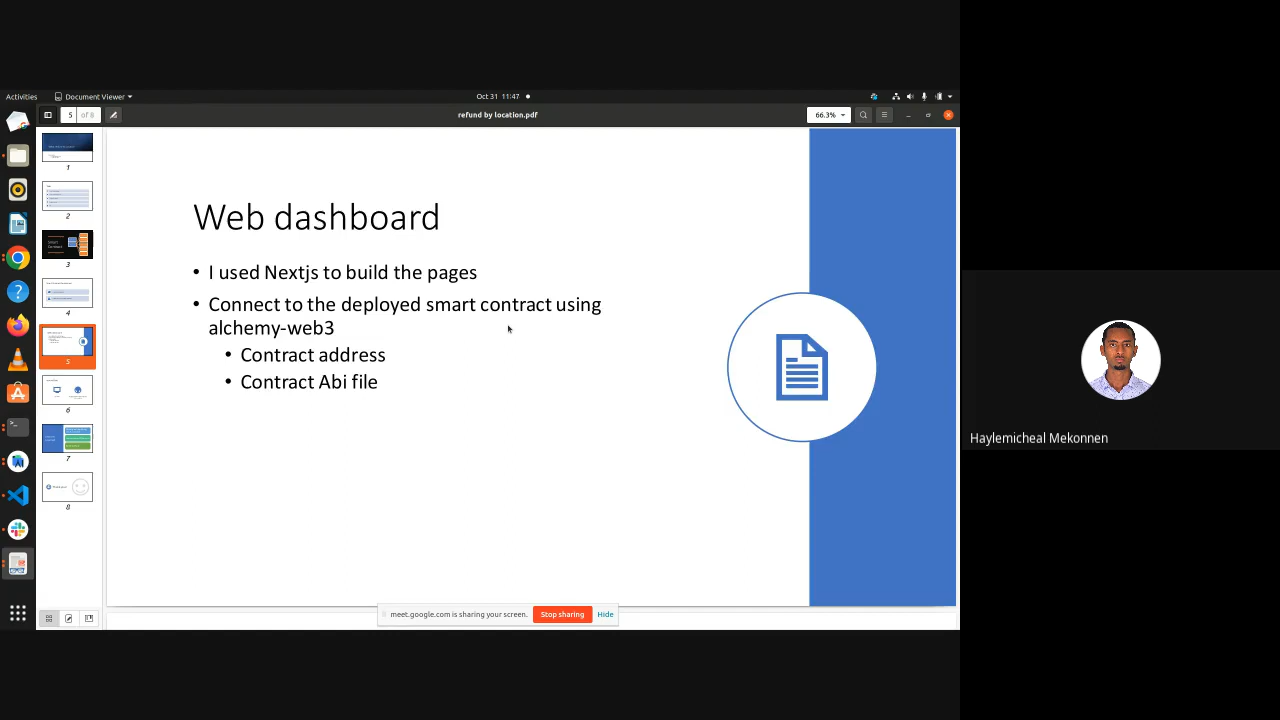 Activities
Document Viewer
Oct 31 11:47
5 of 8
refund by location.pdf
66.3%
1
2
3
Smart Contract
4
5
6
7
8
Web dashboard
• I used Nextjs to build the pages
• Connect to the deployed smart contract using
alchemy-web3
• Contract address
• Contract Abi file
meet.google.com is sharing your screen.
Stop sharing
Hide
Haylemicheal Mekonnen